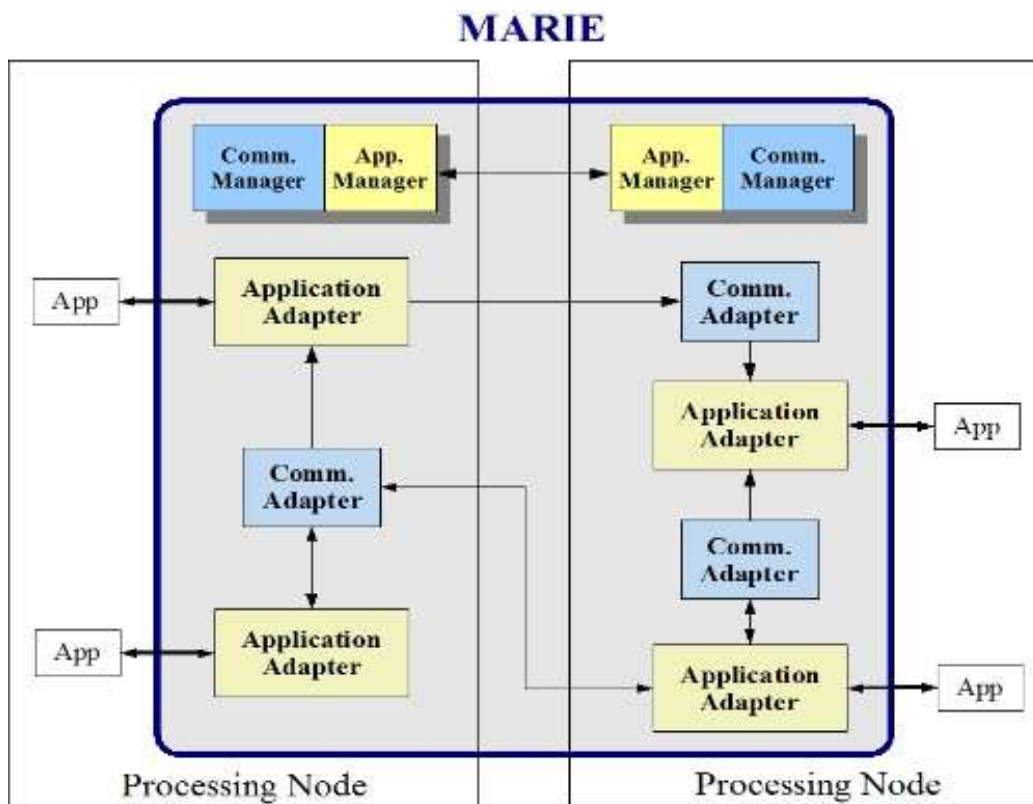 MARIE
Comm.
Manager
App.
Manager
App.
Manager
Comm.
Manager
App
Application
Adapter
Comm.
Adapter
Application
Adapter
App
Comm.
Adapter
Comm.
Adapter
App
Application
Adapter
Application
Adapter
App
Processing Node
Processing Node